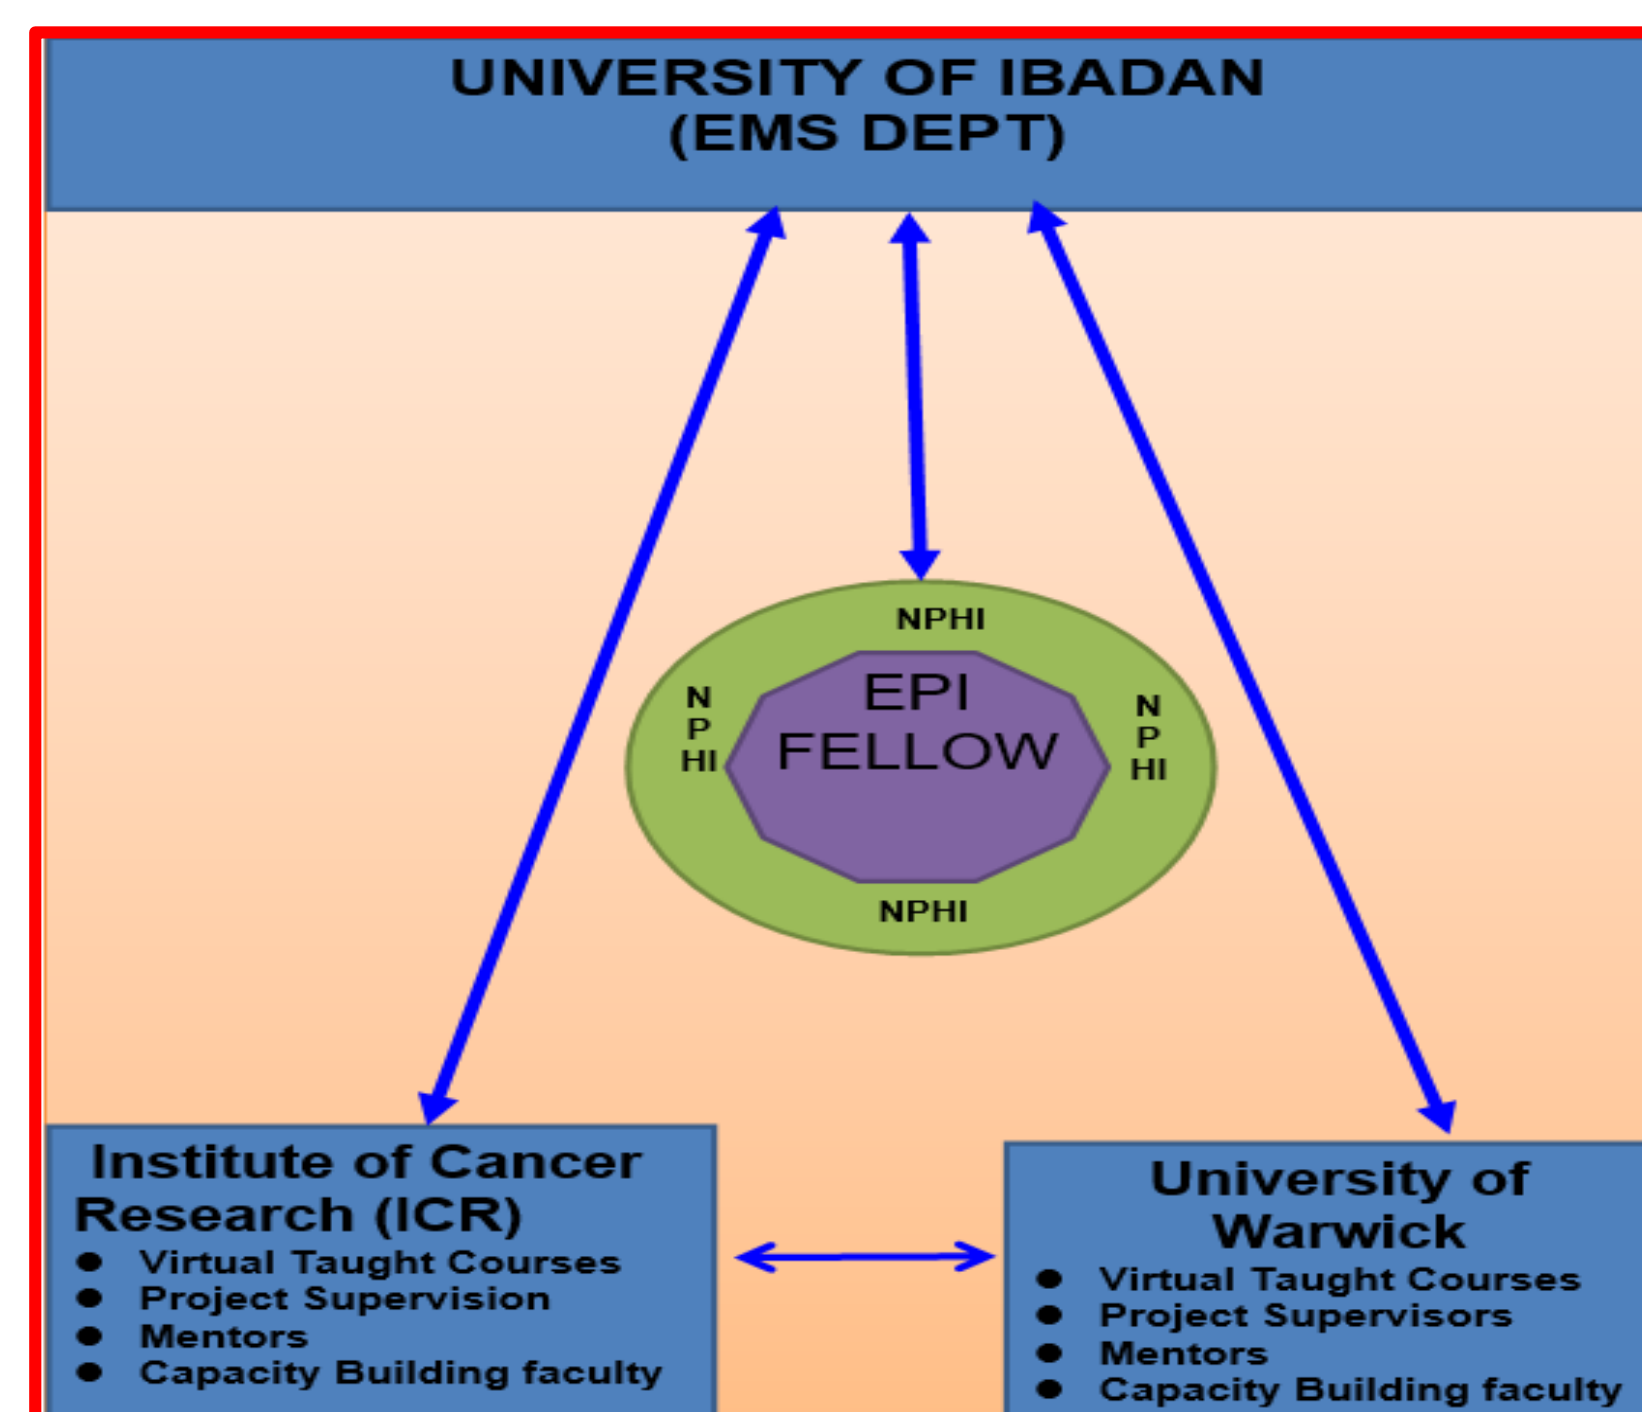 UNIVERSITY OF IBADAN
(EMS DEPT)
NPHI
EPI
FELLOW
N
P
HI
N
P
HI
NPHI
Institute of Cancer
Research (ICR)
● Virtual Taught Courses
● Project Supervision
● Mentors
● Capacity Building faculty
University of
Warwick
● Virtual Taught Courses
● Project Supervisors
● Mentors
● Capacity Building faculty